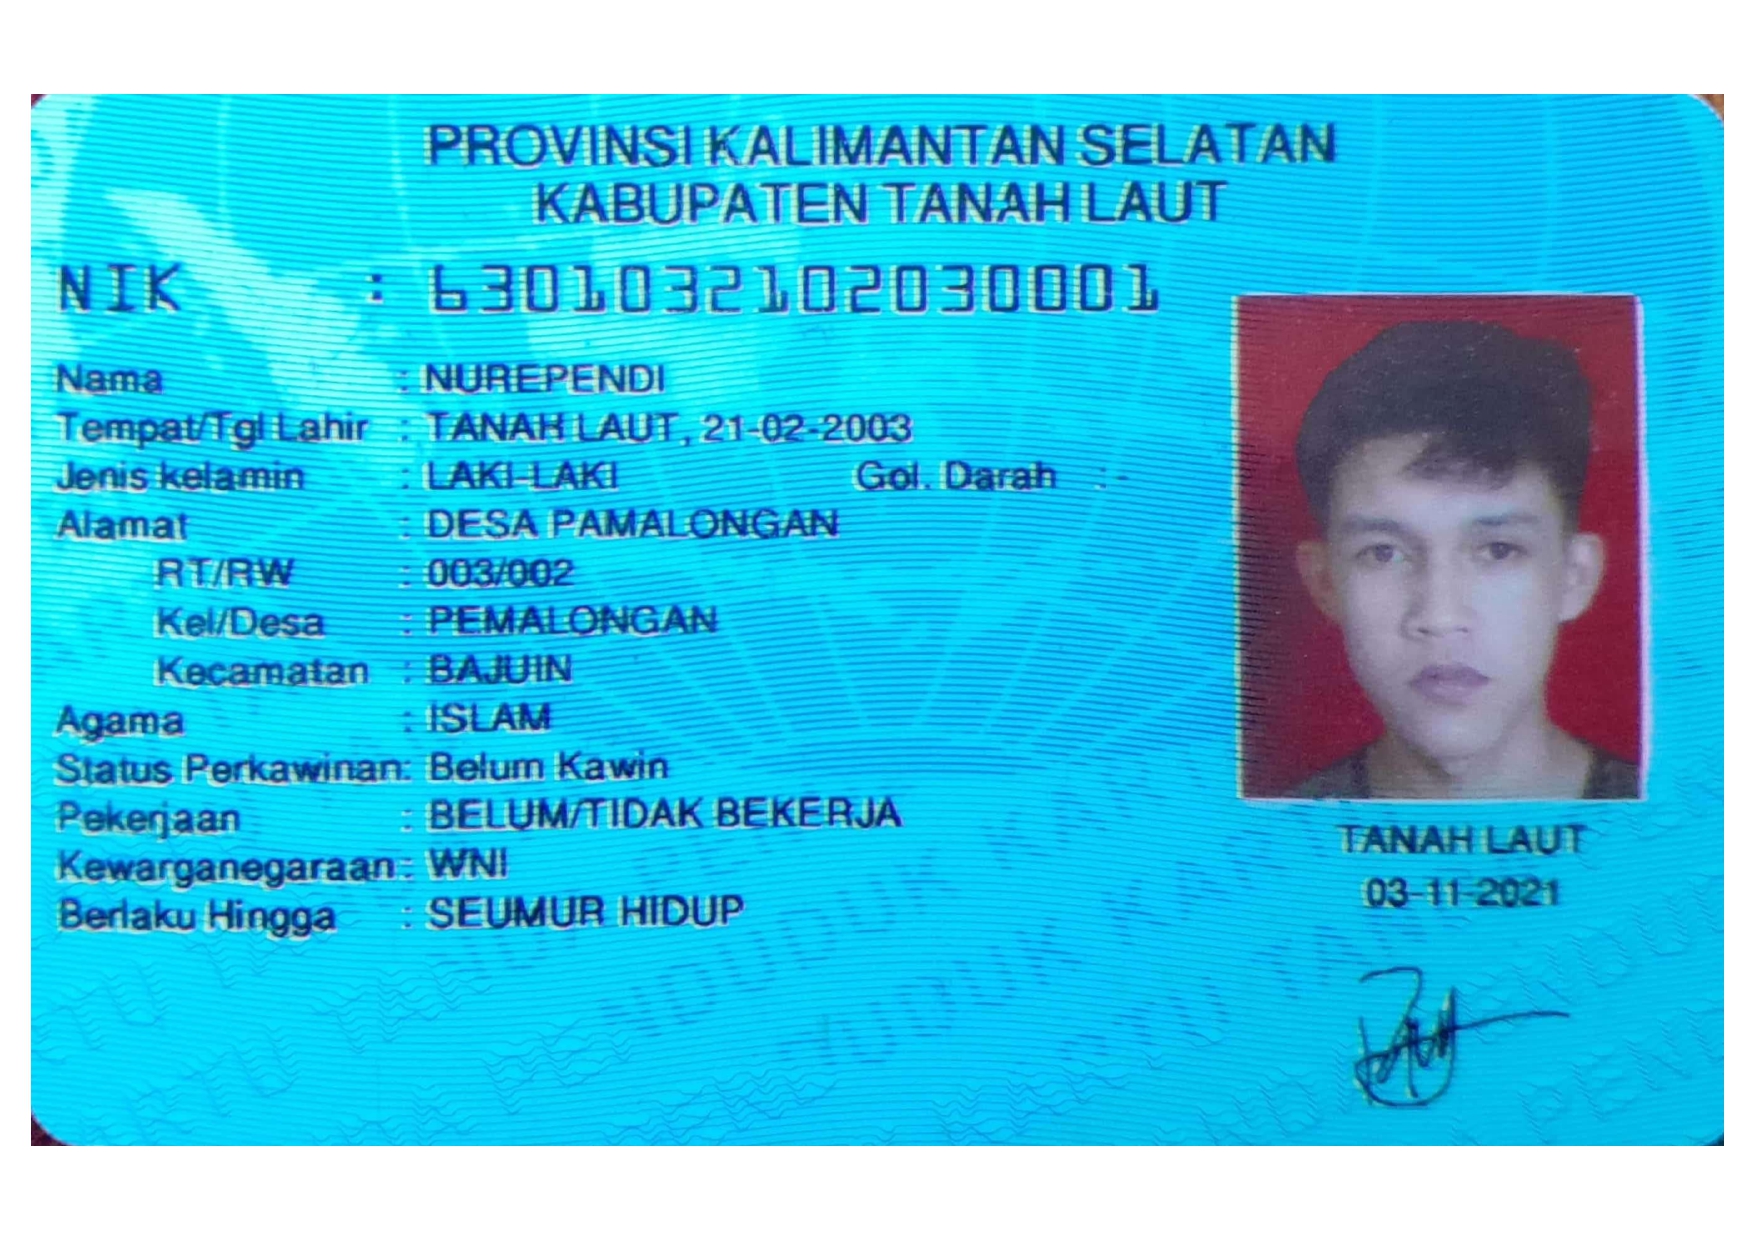 PROVINSI KALIMANTAN SELATAN
KABUPATEN TANAH LAUT
NIK : 6301032102030001
Nama : NUREPENDI
Tempat/Tgl Lahir : TANAH LAUT, 21-02-2003
Jenis kelamin : LAKI-LAKI Gol. Darah : -
Alamat : DESA PAMALONGAN
RT/RW : 003/002
Kel/Desa : PEMALONGAN
Kecamatan : BAJUIN
Agama : ISLAM
Status Perkawinan: Belum Kawin
Pekerjaan : BELUM/TIDAK BEKERJA
Kewarganegaraan: WNI
Berlaku Hingga : SEUMUR HIDUP
TANAH LAUT
03-11-2021